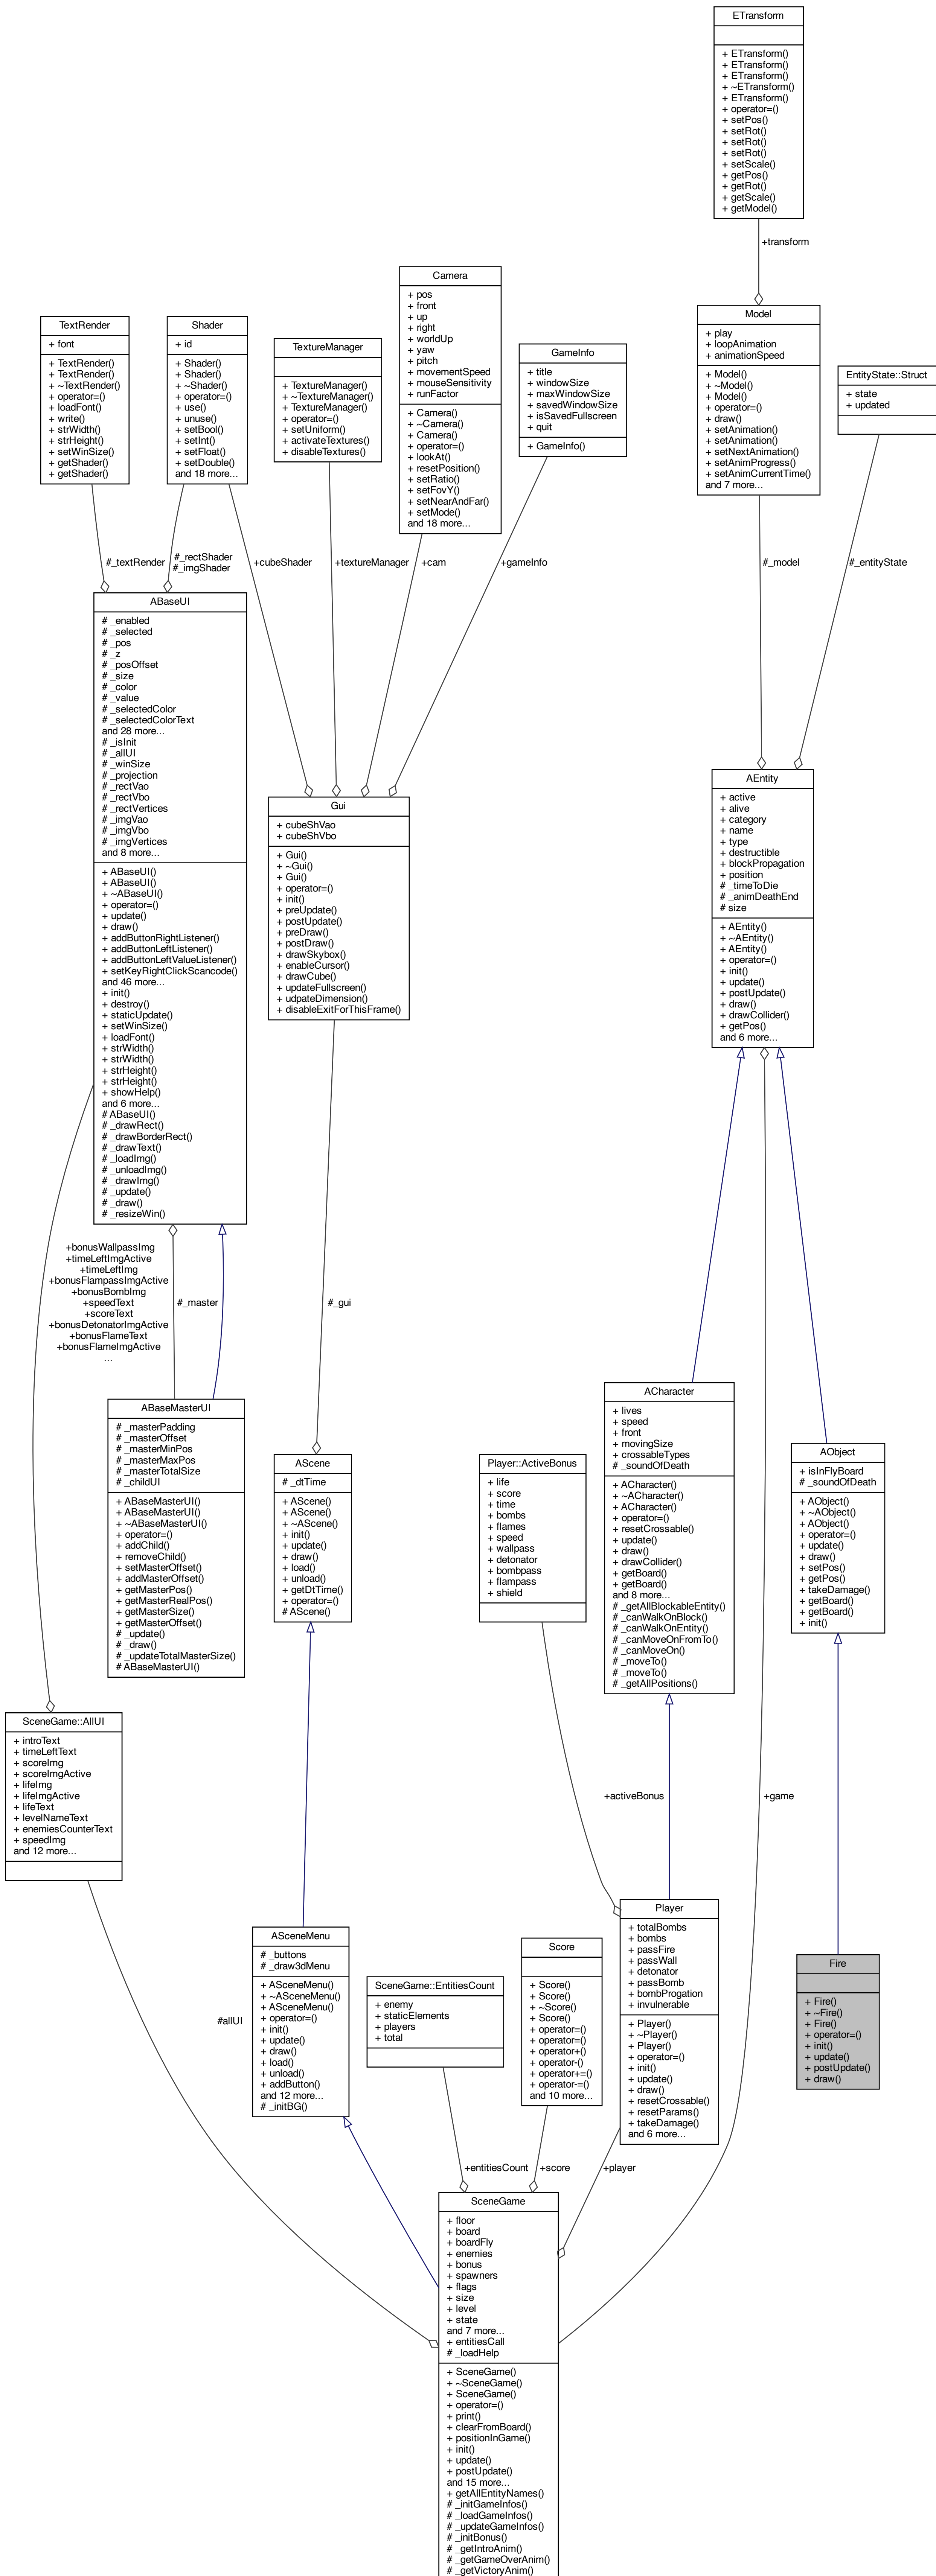 ETransform
+ ETransform()
+ ETransform()
+ ETransform()
+ ~ETransform()
+ ETransform()
+ operator=()
+ setPos()
+ setRot()
+ setRot()
+ setRot()
+ setScale()
+ getPos()
+ getRot()
+ getScale()
+ getModel()
+transform
Model
+ play
+ loopAnimation
+ animationSpeed
+ Model()
+ ~Model()
+ Model()
+ operator=()
+ draw()
+ setAnimation()
+ setAnimation()
+ setNextAnimation()
+ setAnimProgress()
+ setAnimCurrentTime()
and 7 more...
EntityState::Struct
+ state
+ updated
TextRender
+ font
+ TextRender()
+ TextRender()
+ ~TextRender()
+ operator=()
+ loadFont()
+ write()
+ strWidth()
+ strHeight()
+ setWinSize()
+ getShader()
+ getShader()
Shader
+ id
+ Shader()
+ Shader()
+ ~Shader()
+ operator=()
+ use()
+ unuse()
+ setBool()
+ setInt()
+ setFloat()
+ setDouble()
and 18 more...
TextureManager
+ TextureManager()
+ ~TextureManager()
+ TextureManager()
+ operator=()
+ setUniform()
+ activateTextures()
+ disableTextures()
Camera
+ pos
+ front
+ up
+ right
+ worldUp
+ yaw
+ pitch
+ movementSpeed
+ mouseSensitivity
+ runFactor
+ Camera()
+ ~Camera()
+ Camera()
+ operator=()
+ lookAt()
+ resetPosition()
+ setRatio()
+ setFovY()
+ setNearAndFar()
+ setMode()
and 18 more...
GameInfo
+ title
+ windowSize
+ maxWindowSize
+ savedWindowSize
+ isSavedFullscreen
+ quit
+ GameInfo()
#_textRender
#_rectShader
#_imgShader
+cubeShader
+textureManager
+cam
+gameInfo
#_model
#_entityState
ABaseUI
# _enabled
# _selected
# _pos
# _z
# _posOffset
# _size
# _color
# _value
# _selectedColor
# _selectedColorText
and 28 more...
# _isInit
# _allUI
# _winSize
# _projection
# _rectVao
# _rectVbo
# _rectVertices
# _imgVao
# _imgVbo
# _imgVertices
and 8 more...
+ ABaseUI()
+ ABaseUI()
+ ~ABaseUI()
+ operator=()
+ update()
+ draw()
+ addButtonRightListener()
+ addButtonLeftListener()
+ addButtonLeftValueListener()
+ setKeyRightClickScancode()
and 46 more...
+ init()
+ destroy()
+ staticUpdate()
+ setWinSize()
+ loadFont()
+ strWidth()
+ strWidth()
+ strHeight()
+ strHeight()
+ showHelp()
and 6 more...
# ABaseUI()
# _drawRect()
# _drawBorderRect()
# _drawText()
# _loadImg()
# _unloadImg()
# _drawImg()
# _update()
# _draw()
# _resizeWin()
Gui
+ cubeShVao
+ cubeShVbo
+ Gui()
+ ~Gui()
+ Gui()
+ operator=()
+ init()
+ preUpdate()
+ postUpdate()
+ preDraw()
+ postDraw()
+ drawSkybox()
+ enableCursor()
+ drawCube()
+ updateFullscreen()
+ udpateDimension()
+ disableExitForThisFrame()
AEntity
+ active
+ alive
+ category
+ name
+ type
+ destructible
+ blockPropagation
+ position
# _timeToDie
# _animDeathEnd
# size
+ AEntity()
+ ~AEntity()
+ AEntity()
+ operator=()
+ init()
+ update()
+ postUpdate()
+ draw()
+ drawCollider()
+ getPos()
and 6 more...
+bonusWallpassImg
+timeLeftImgActive
+timeLeftImg
+bonusFlampassImgActive
+bonusBombImg
+speedText
+scoreText
+bonusDetonatorImgActive
+bonusFlameText
+bonusFlameImgActive
...
#_master
#_gui
ABaseMasterUI
# _masterPadding
# _masterOffset
# _masterMinPos
# _masterMaxPos
# _masterTotalSize
# _childUI
+ ABaseMasterUI()
+ ABaseMasterUI()
+ ~ABaseMasterUI()
+ operator=()
+ addChild()
+ removeChild()
+ setMasterOffset()
+ addMasterOffset()
+ getMasterPos()
+ getMasterRealPos()
+ getMasterSize()
+ getMasterOffset()
# _update()
# _draw()
# _updateTotalMasterSize()
# ABaseMasterUI()
AScene
# _dtTime
+ AScene()
+ AScene()
+ ~AScene()
+ init()
+ update()
+ draw()
+ load()
+ unload()
+ getDtTime()
+ operator=()
# AScene()
Player::ActiveBonus
+ life
+ score
+ time
+ bombs
+ flames
+ speed
+ wallpass
+ detonator
+ bombpass
+ flampass
+ shield
ACharacter
+ lives
+ speed
+ front
+ movingSize
+ crossableTypes
# _soundOfDeath
+ ACharacter()
+ ~ACharacter()
+ ACharacter()
+ operator=()
+ resetCrossable()
+ update()
+ draw()
+ drawCollider()
+ getBoard()
+ getBoard()
and 8 more...
# _getAllBlockableEntity()
# _canWalkOnBlock()
# _canWalkOnEntity()
# _canMoveOnFromTo()
# _canMoveOn()
# _moveTo()
# _moveTo()
# _getAllPositions()
AObject
+ isInFlyBoard
# _soundOfDeath
+ AObject()
+ ~AObject()
+ AObject()
+ operator=()
+ update()
+ draw()
+ setPos()
+ getPos()
+ takeDamage()
+ getBoard()
+ getBoard()
+ init()
SceneGame::AllUI
+ introText
+ timeLeftText
+ scoreImg
+ scoreImgActive
+ lifeImg
+ lifeImgActive
+ lifeText
+ levelNameText
+ enemiesCounterText
+ speedImg
and 12 more...
+activeBonus
+game
#allUI
ASceneMenu
# _buttons
# _draw3dMenu
+ ASceneMenu()
+ ~ASceneMenu()
+ ASceneMenu()
+ operator=()
+ init()
+ update()
+ draw()
+ load()
+ unload()
+ addButton()
and 12 more...
# _initBG()
SceneGame::EntitiesCount
+ enemy
+ staticElements
+ players
+ total
Score
+ Score()
+ Score()
+ ~Score()
+ Score()
+ operator=()
+ operator=()
+ operator+()
+ operator-()
+ operator+=()
+ operator-=()
and 10 more...
Player
+ totalBombs
+ bombs
+ passFire
+ passWall
+ detonator
+ passBomb
+ bombProgation
+ invulnerable
+ Player()
+ ~Player()
+ Player()
+ operator=()
+ init()
+ update()
+ draw()
+ resetCrossable()
+ resetParams()
+ takeDamage()
and 6 more...
Fire
+ Fire()
+ ~Fire()
+ Fire()
+ operator=()
+ init()
+ update()
+ postUpdate()
+ draw()
+entitiesCount
+score
+player
SceneGame
+ floor
+ board
+ boardFly
+ enemies
+ bonus
+ spawners
+ flags
+ size
+ level
+ state
and 7 more...
+ entitiesCall
# _loadHelp
+ SceneGame()
+ ~SceneGame()
+ SceneGame()
+ operator=()
+ print()
+ clearFromBoard()
+ positionInGame()
+ init()
+ update()
+ postUpdate()
and 15 more...
+ getAllEntityNames()
# _initGameInfos()
# _loadGameInfos()
# _updateGameInfos()
# _initBonus()
# _getIntroAnim()
# _getGameOverAnim()
# _getVictoryAnim()